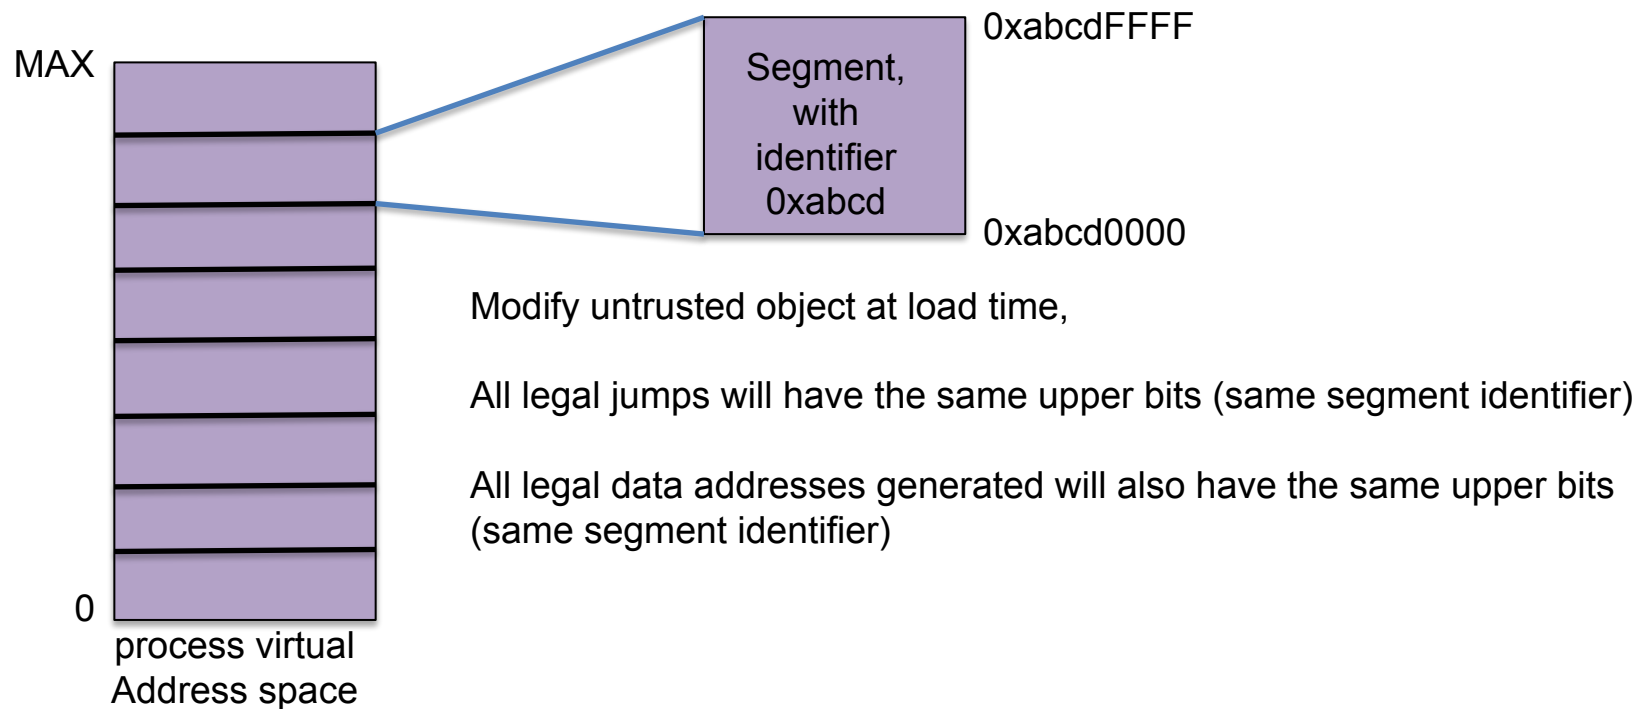 0xabcdFFFF
MAX
Segment,
with
identifier
0xabcd
0xabcd0000
Modify untrusted object at load time,
All legal jumps will have the same upper bits (same segment identifier)
All legal data addresses generated will also have the same upper bits
(same segment identifier)
0
process virtual
Address space